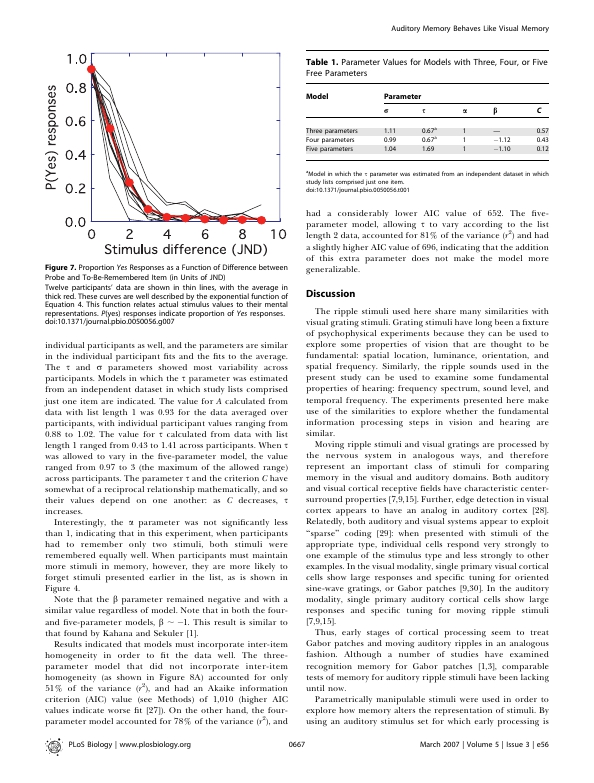 Auditory Memory Behaves Like Visual Memory
1.0
0.8
0.6
0.4
0.2
0.0
P(Yes) responses
0 2 4 6 8 10
Stimulus difference (JND)
Figure 7. Proportion Yes Responses as a Function of Difference between
Probe and To-Be-Remembered Item (in Units of JND)
Twelve participants' data are shown in thin lines, with the average in
thick red. These curves are well described by the exponential function of
Equation 4. This function relates actual stimulus values to their mental
representations. P(yes) responses indicate proportion of Yes responses.
doi:10.1371/journal.pbio.0050056.g007
individual participants as well, and the parameters are similar
in the individual participant fits and the fits to the average.
The τ and σ parameters showed most variability across
participants. Models in which the τ parameter was estimated
from an independent dataset in which study lists comprised
just one item are indicated. The value for A calculated from
data with list length 1 was 0.93 for the data averaged over
participants, with individual participant values ranging from
0.88 to 1.02. The value for τ calculated from data with list
length 1 ranged from 0.43 to 1.41 across participants. When τ
was allowed to vary in the five-parameter model, the value
ranged from 0.97 to 3 (the maximum of the allowed range)
across participants. The parameter τ and the criterion C have
somewhat of a reciprocal relationship mathematically, and so
their values depend on one another: as C decreases, τ
increases.
Interestingly, the α parameter was not significantly less
than 1, indicating that in this experiment, when participants
had to remember only two stimuli, both stimuli were
remembered equally well. When participants must maintain
more stimuli in memory, however, they are more likely to
forget stimuli presented earlier in the list, as is shown in
Figure 4.
Note that the β parameter remained negative and with a
similar value regardless of model. Note that in both the four-
and five-parameter models, β ~ −1. This result is similar to
that found by Kahana and Sekuler [1].
Results indicated that models must incorporate inter-item
homogeneity in order to fit the data well. The three-
parameter model that did not incorporate inter-item
homogeneity (as shown in Figure 8A) accounted for only
51% of the variance (r²), and had an Akaike information
criterion (AIC) value (see Methods) of 1,010 (higher AIC
values indicate worse fit [27]). On the other hand, the four-
parameter model accounted for 78% of the variance (r²), and
Table 1. Parameter Values for Models with Three, Four, or Five
Free Parameters
Model Parameter
σ τ α β C
Three parameters 1.11 0.67ᵃ 1 — 0.57
Four parameters 0.99 0.67ᵃ 1 −1.12 0.43
Five parameters 1.04 1.69 1 −1.10 0.12
ᵃModel in which the τ parameter was estimated from an independent dataset in which
study lists comprised just one item.
doi:10.1371/journal.pbio.0050056.t001
had a considerably lower AIC value of 652. The five-
parameter model, allowing τ to vary according to the list
length 2 data, accounted for 81% of the variance (r²) and had
a slightly higher AIC value of 696, indicating that the addition
of this extra parameter does not make the model more
generalizable.
Discussion
The ripple stimuli used here share many similarities with
visual grating stimuli. Grating stimuli have long been a fixture
of psychophysical experiments because they can be used to
explore some properties of vision that are thought to be
fundamental: spatial location, luminance, orientation, and
spatial frequency. Similarly, the ripple sounds used in the
present study can be used to examine some fundamental
properties of hearing: frequency spectrum, sound level, and
temporal frequency. The experiments presented here make
use of the similarities to explore whether the fundamental
information processing steps in vision and hearing are
similar.
Moving ripple stimuli and visual gratings are processed by
the nervous system in analogous ways, and therefore
represent an important class of stimuli for comparing
memory in the visual and auditory domains. Both auditory
and visual cortical receptive fields have characteristic center-
surround properties [7,9,15]. Further, edge detection in visual
cortex appears to have an analog in auditory cortex [28].
Relatedly, both auditory and visual systems appear to exploit
“sparse” coding [29]: when presented with stimuli of the
appropriate type, individual cells respond very strongly to
one example of the stimulus type and less strongly to other
examples. In the visual modality, single primary visual cortical
cells show large responses and specific tuning for oriented
sine-wave gratings, or Gabor patches [9,30]. In the auditory
modality, single primary auditory cortical cells show large
responses and specific tuning for moving ripple stimuli
[7,9,15].
Thus, early stages of cortical processing seem to treat
Gabor patches and moving auditory ripples in an analogous
fashion. Although a number of studies have examined
recognition memory for Gabor patches [1,3], comparable
tests of memory for auditory ripple stimuli have been lacking
until now.
Parametrically manipulable stimuli were used in order to
explore how memory alters the representation of stimuli. By
using an auditory stimulus set for which early processing is
PLoS Biology | www.plosbiology.org
0667
March 2007 | Volume 5 | Issue 3 | e56